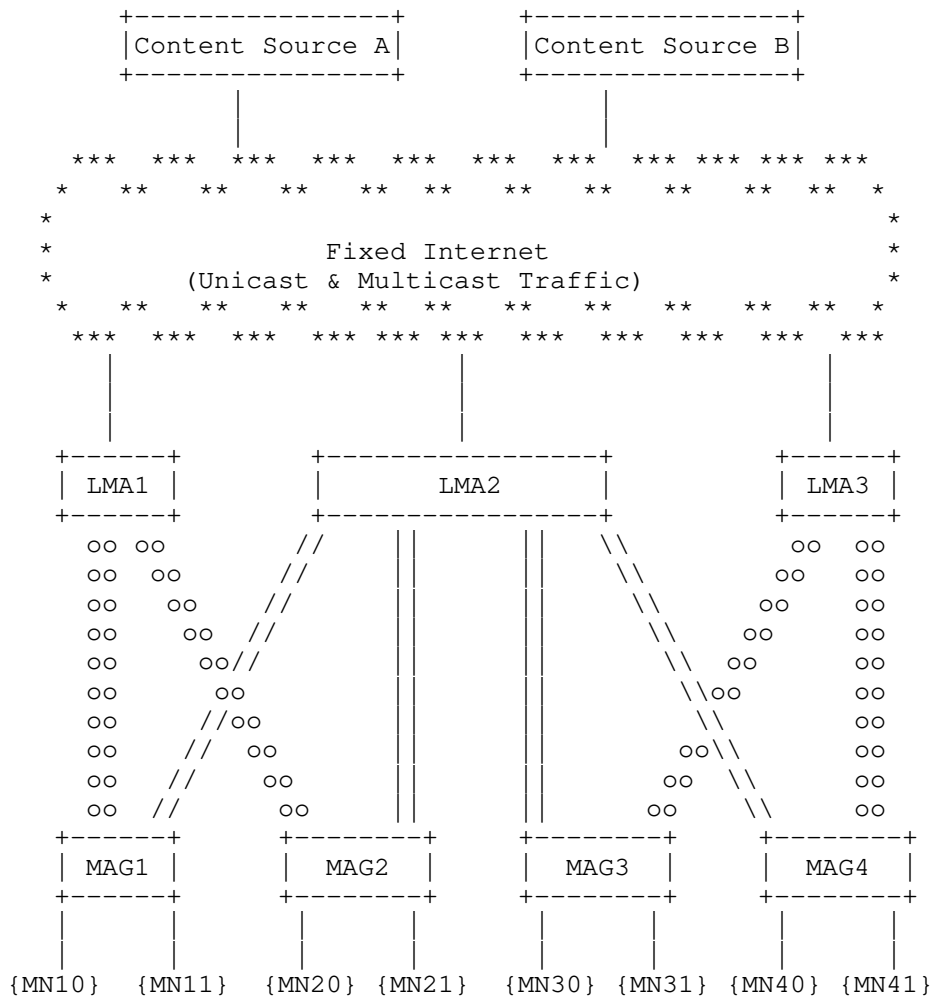 Content Source A Content Source B
Fixed Internet
(Unicast & Multicast Traffic)
LMA1 LMA2 LMA3
MAG1 MAG2 MAG3 MAG4
{MN10} {MN11} {MN20} {MN21} {MN30} {MN31} {MN40} {MN41}